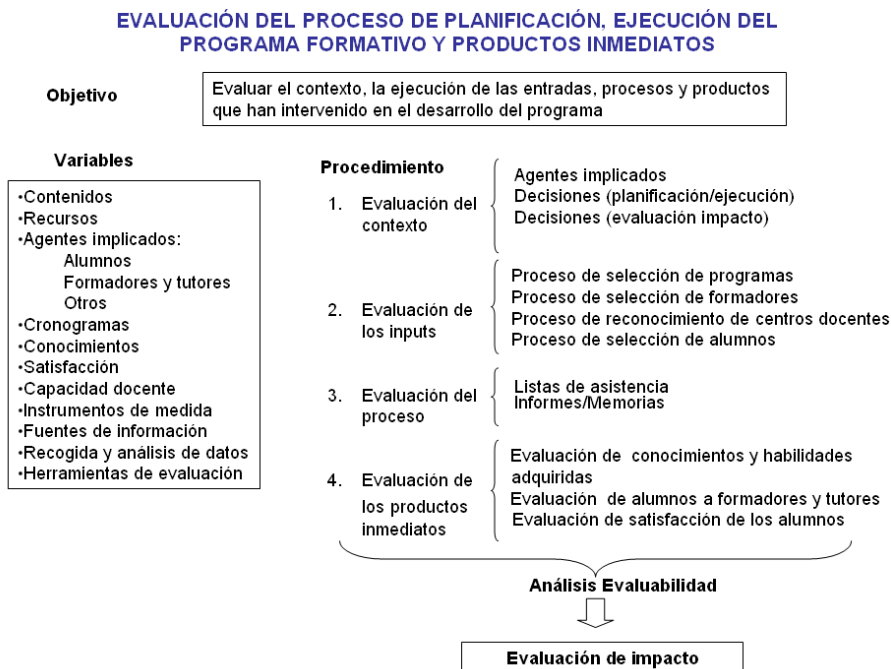 EVALUACIÓN DEL PROCESO DE PLANIFICACIÓN, EJECUCIÓN DEL
PROGRAMA FORMATIVO Y PRODUCTOS INMEDIATOS
Objetivo
Evaluar el contexto, la ejecución de las entradas, procesos y productos
que han intervenido en el desarrollo del programa
Variables
•Contenidos
•Recursos
•Agentes implicados:
Alumnos
Formadores y tutores
Otros
•Cronogramas
•Conocimientos
•Satisfacción
•Capacidad docente
•Instrumentos de medida
•Fuentes de información
•Recogida y análisis de datos
•Herramientas de evaluación
Procedimiento
1. Evaluación del
contexto
Agentes implicados
Decisiones (planificación/ejecución)
Decisiones (evaluación impacto)
2. Evaluación de
los inputs
Proceso de selección de programas
Proceso de selección de formadores
Proceso de reconocimiento de centros docentes
Proceso de selección de alumnos
3. Evaluación del
proceso
Listas de asistencia
Informes/Memorias
4. Evaluación de
los productos
inmediatos
Evaluación de conocimientos y habilidades
adquiridas
Evaluación de alumnos a formadores y tutores
Evaluación de satisfacción de los alumnos
Análisis Evaluabilidad
Evaluación de impacto